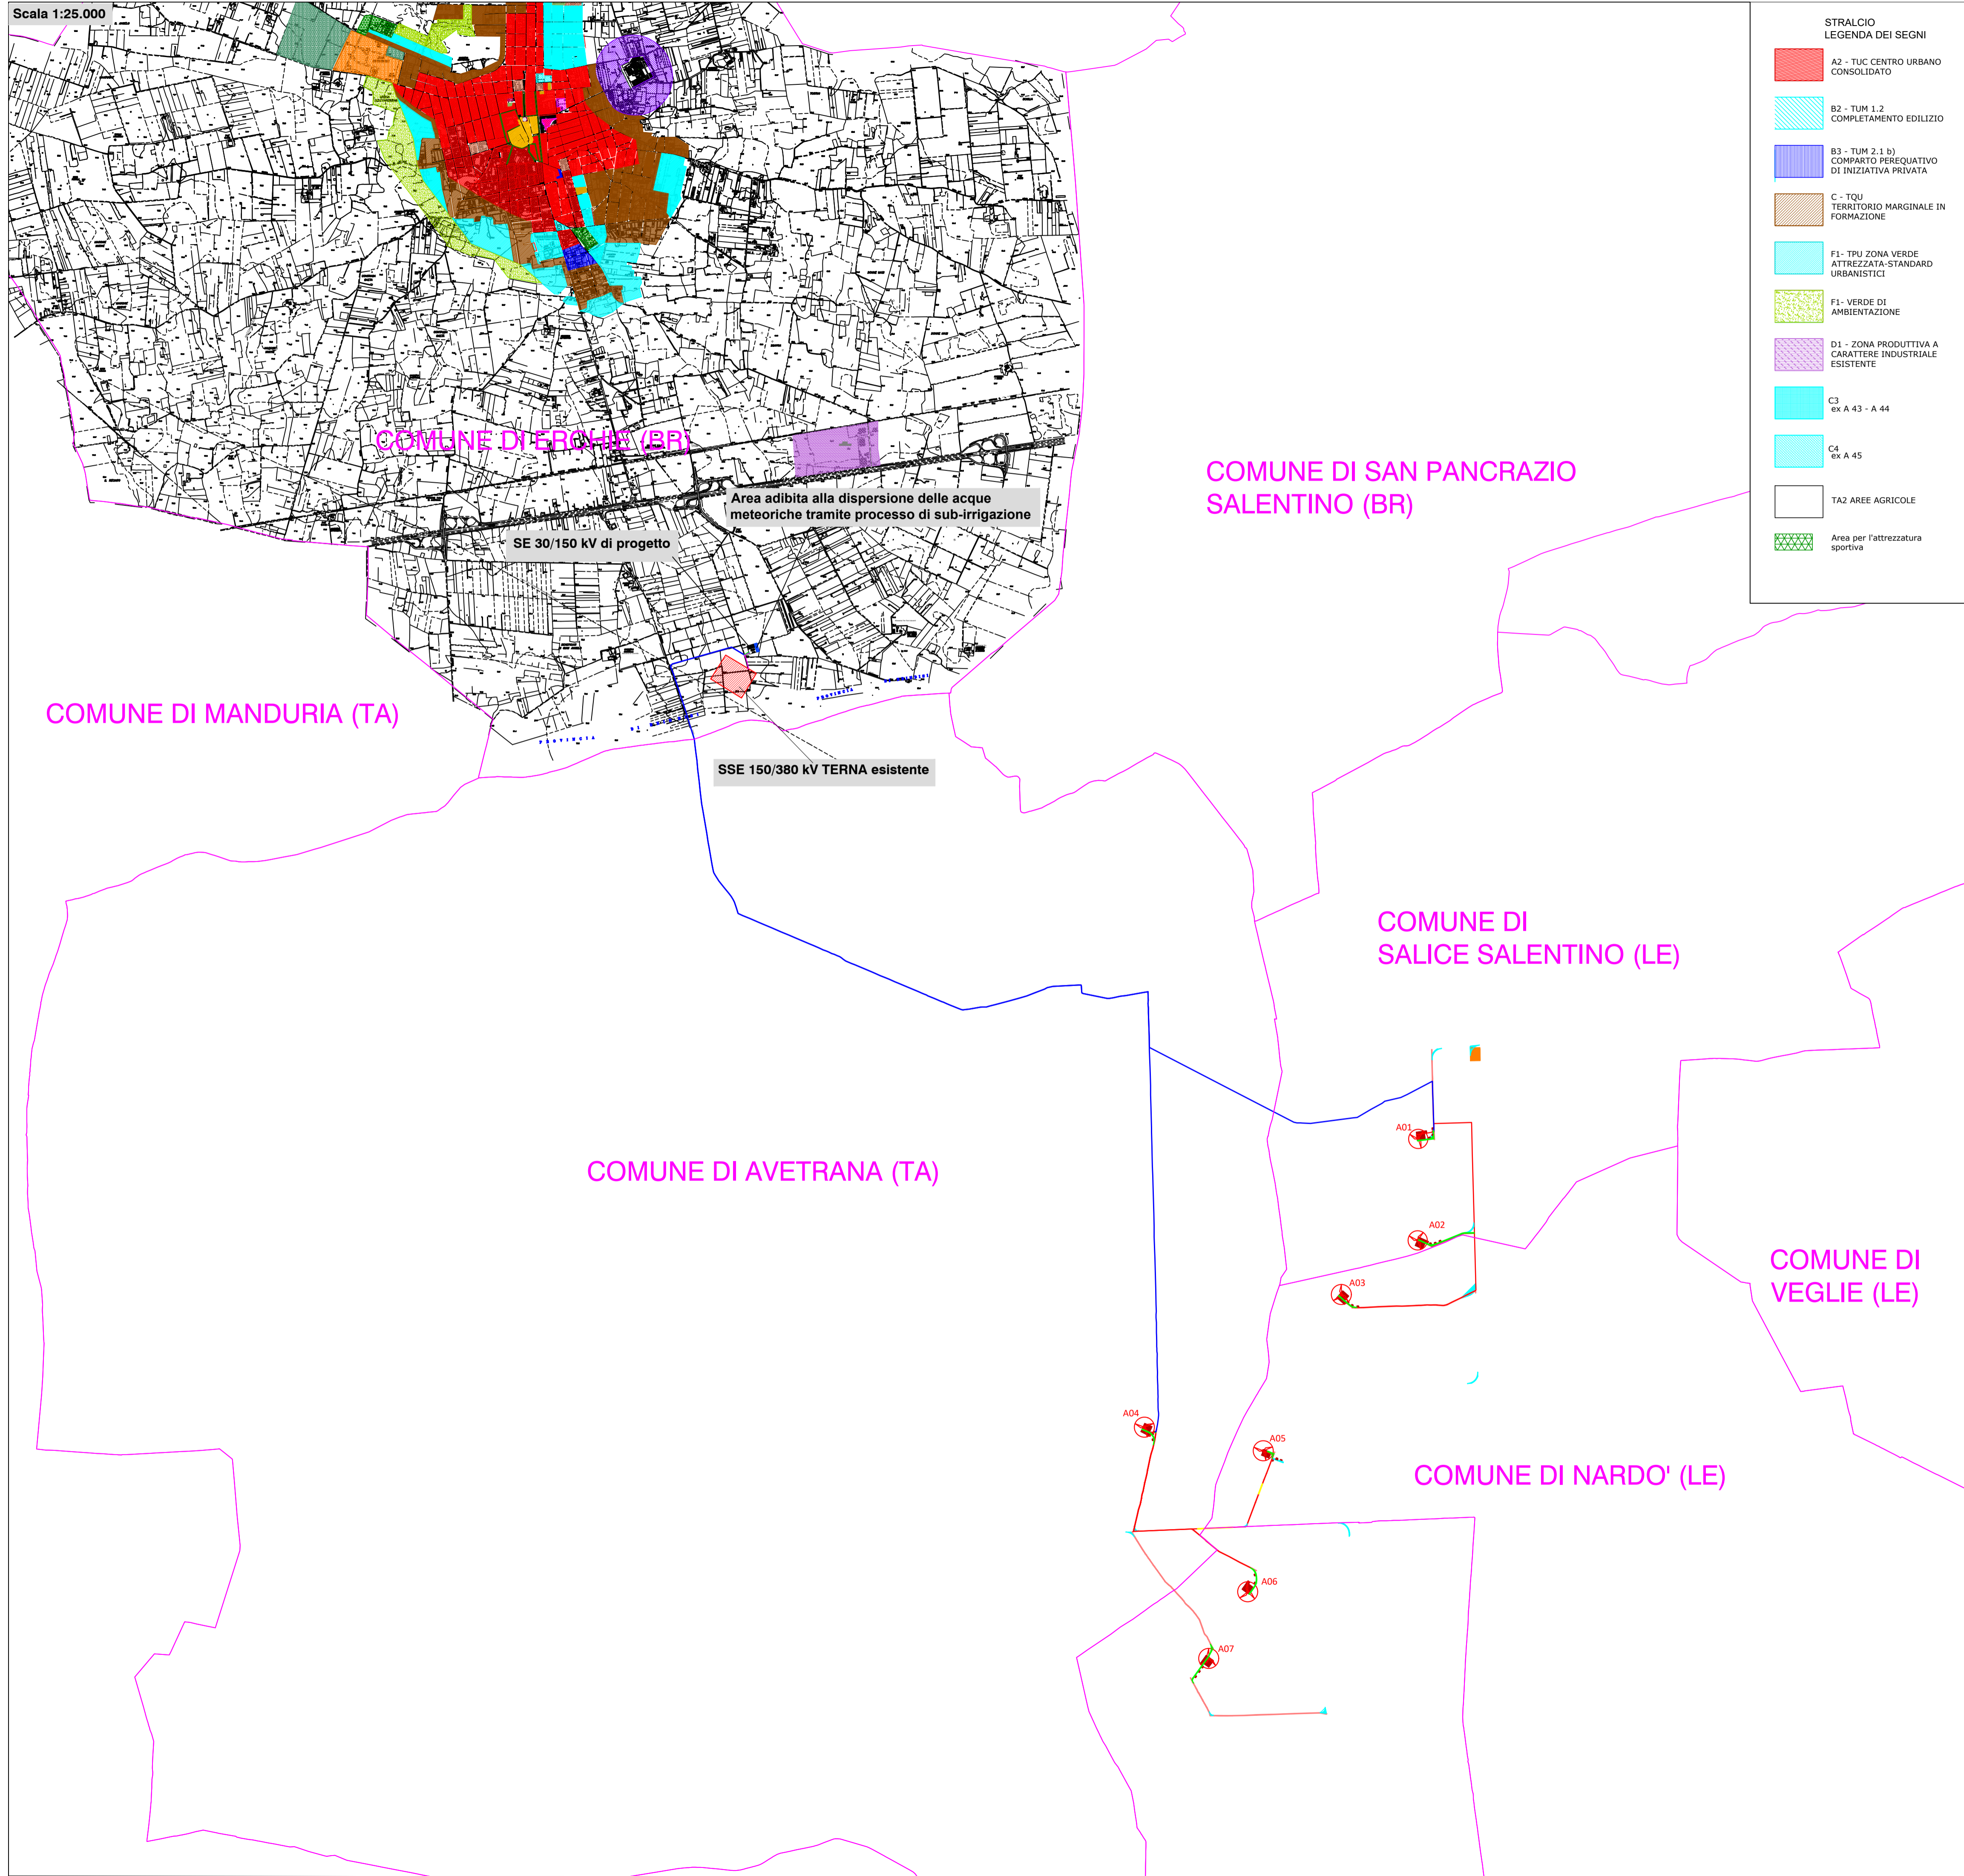 Scala 1:25.000
STRALCIO
LEGENDA DEI SEGNI
A2 - TUC CENTRO URBANO
CONSOLIDATO
B2 - TUM 1.2
COMPLETAMENTO EDILIZIO
B3 - TUM 2.1 b)
COMPARTO PEREQUATIVO
DI INIZIATIVA PRIVATA
C - TQU
TERRITORIO MARGINALE IN
FORMAZIONE
F1- TPU ZONA VERDE
ATTREZZATA-STANDARD
URBANISTICI
F1- VERDE DI
AMBIENTAZIONE
D1 - ZONA PRODUTTIVA A
CARATTERE INDUSTRIALE
ESISTENTE
C3
ex A 43 - A 44
C4
ex A 45
TA2 AREE AGRICOLE
Area per l'attrezzatura
sportiva
COMUNE DI ERCHIE (BR)
COMUNE DI SAN PANCRAZIO
SALENTINO (BR)
Area adibita alla dispersione delle acque
meteoriche tramite processo di sub-irrigazione
SE 30/150 kV di progetto
COMUNE DI MANDURIA (TA)
PROVINCIA
PROVINCIA
SSE 150/380 kV TERNA esistente
COMUNE DI
SALICE SALENTINO (LE)
COMUNE DI AVETRANA (TA)
A01
A02
A03
COMUNE DI
VEGLIE (LE)
A04
A05
COMUNE DI NARDO' (LE)
A06
A07